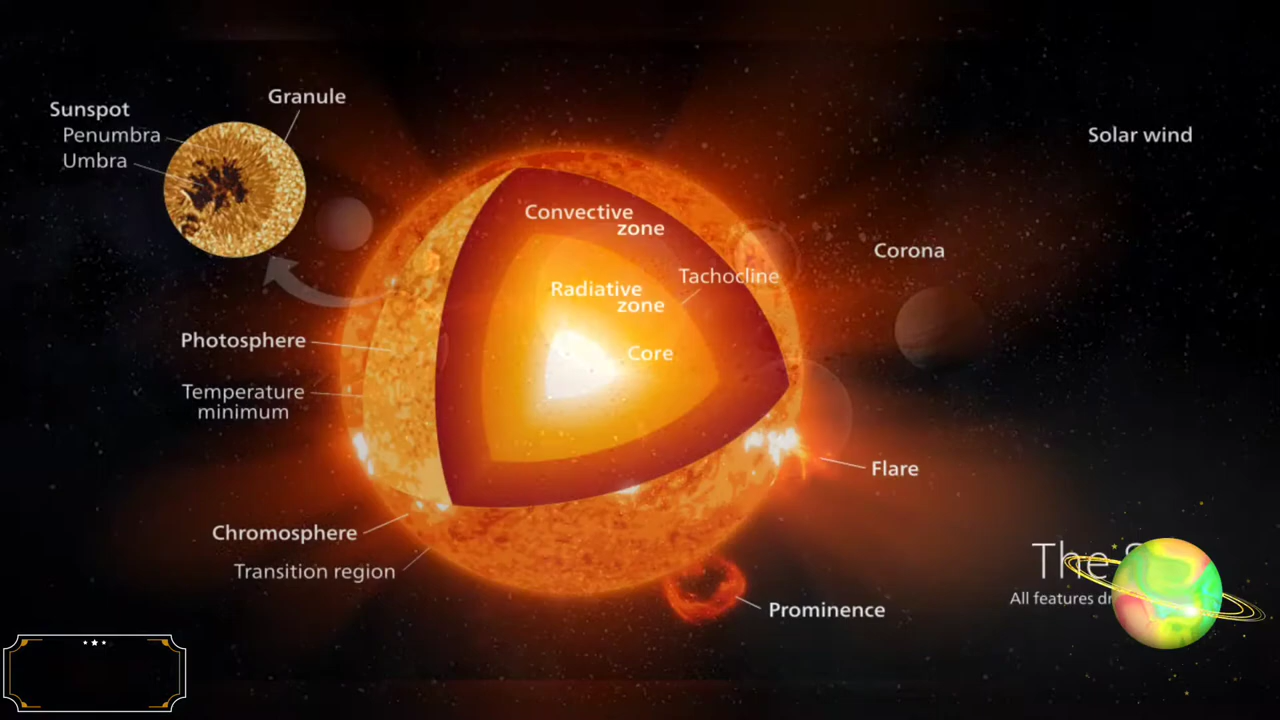 Granule
Sunspot
Penumbra
Umbra
Solar wind
Convective
zone
Corona
Tachocline
Radiative
zone
Photosphere
Core
Temperature
minimum
Flare
Chromosphere
Transition region
The
All features
Prominence